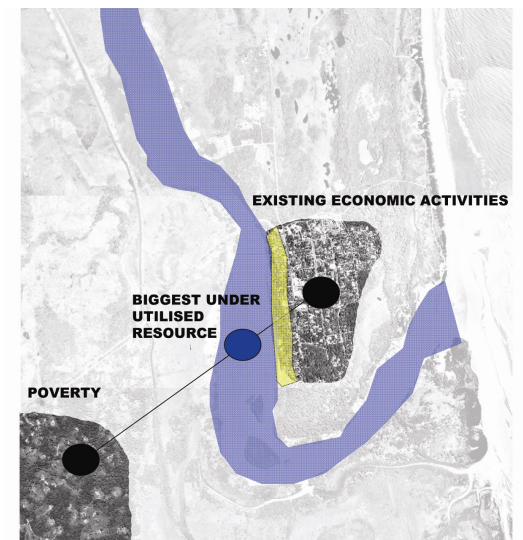 EXISTING ECONOMIC ACTIVITIES
BIGGEST UNDER
UTILISED
RESOURCE
POVERTY